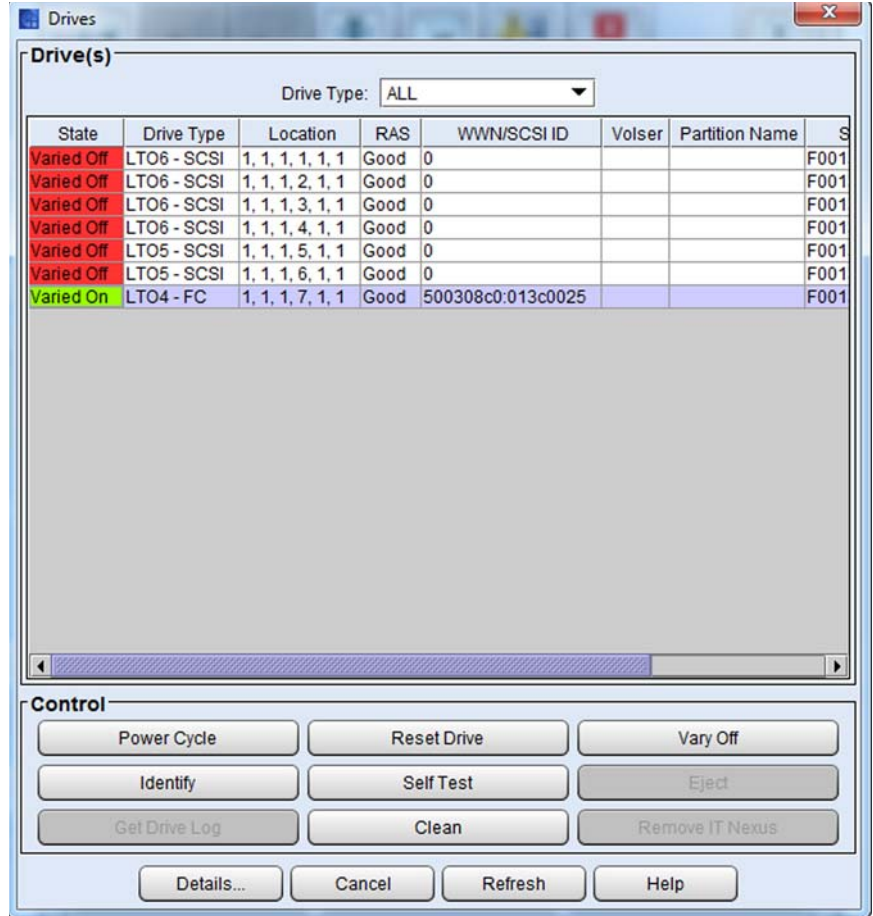 Drives
Drive(s)
Drive Type: ALL
State Drive Type Location RAS WWN/SCSI ID Volser Partition Name S
Varied Off LTO6 - SCSI 1, 1, 1, 1, 1, 1 Good 0 F001
Varied Off LTO6 - SCSI 1, 1, 1, 2, 1, 1 Good 0 F001
Varied Off LTO6 - SCSI 1, 1, 1, 3, 1, 1 Good 0 F001
Varied Off LTO6 - SCSI 1, 1, 1, 4, 1, 1 Good 0 F001
Varied Off LTO5 - SCSI 1, 1, 1, 5, 1, 1 Good 0 F001
Varied Off LTO5 - SCSI 1, 1, 1, 6, 1, 1 Good 0 F001
Varied On LTO4 - FC 1, 1, 1, 7, 1, 1 Good 500308c0:013c0025 F001
Control
Power Cycle Reset Drive Vary Off
Identify Self Test Eject
Get Drive Log Clean Remove IT Nexus
Details... Cancel Refresh Help